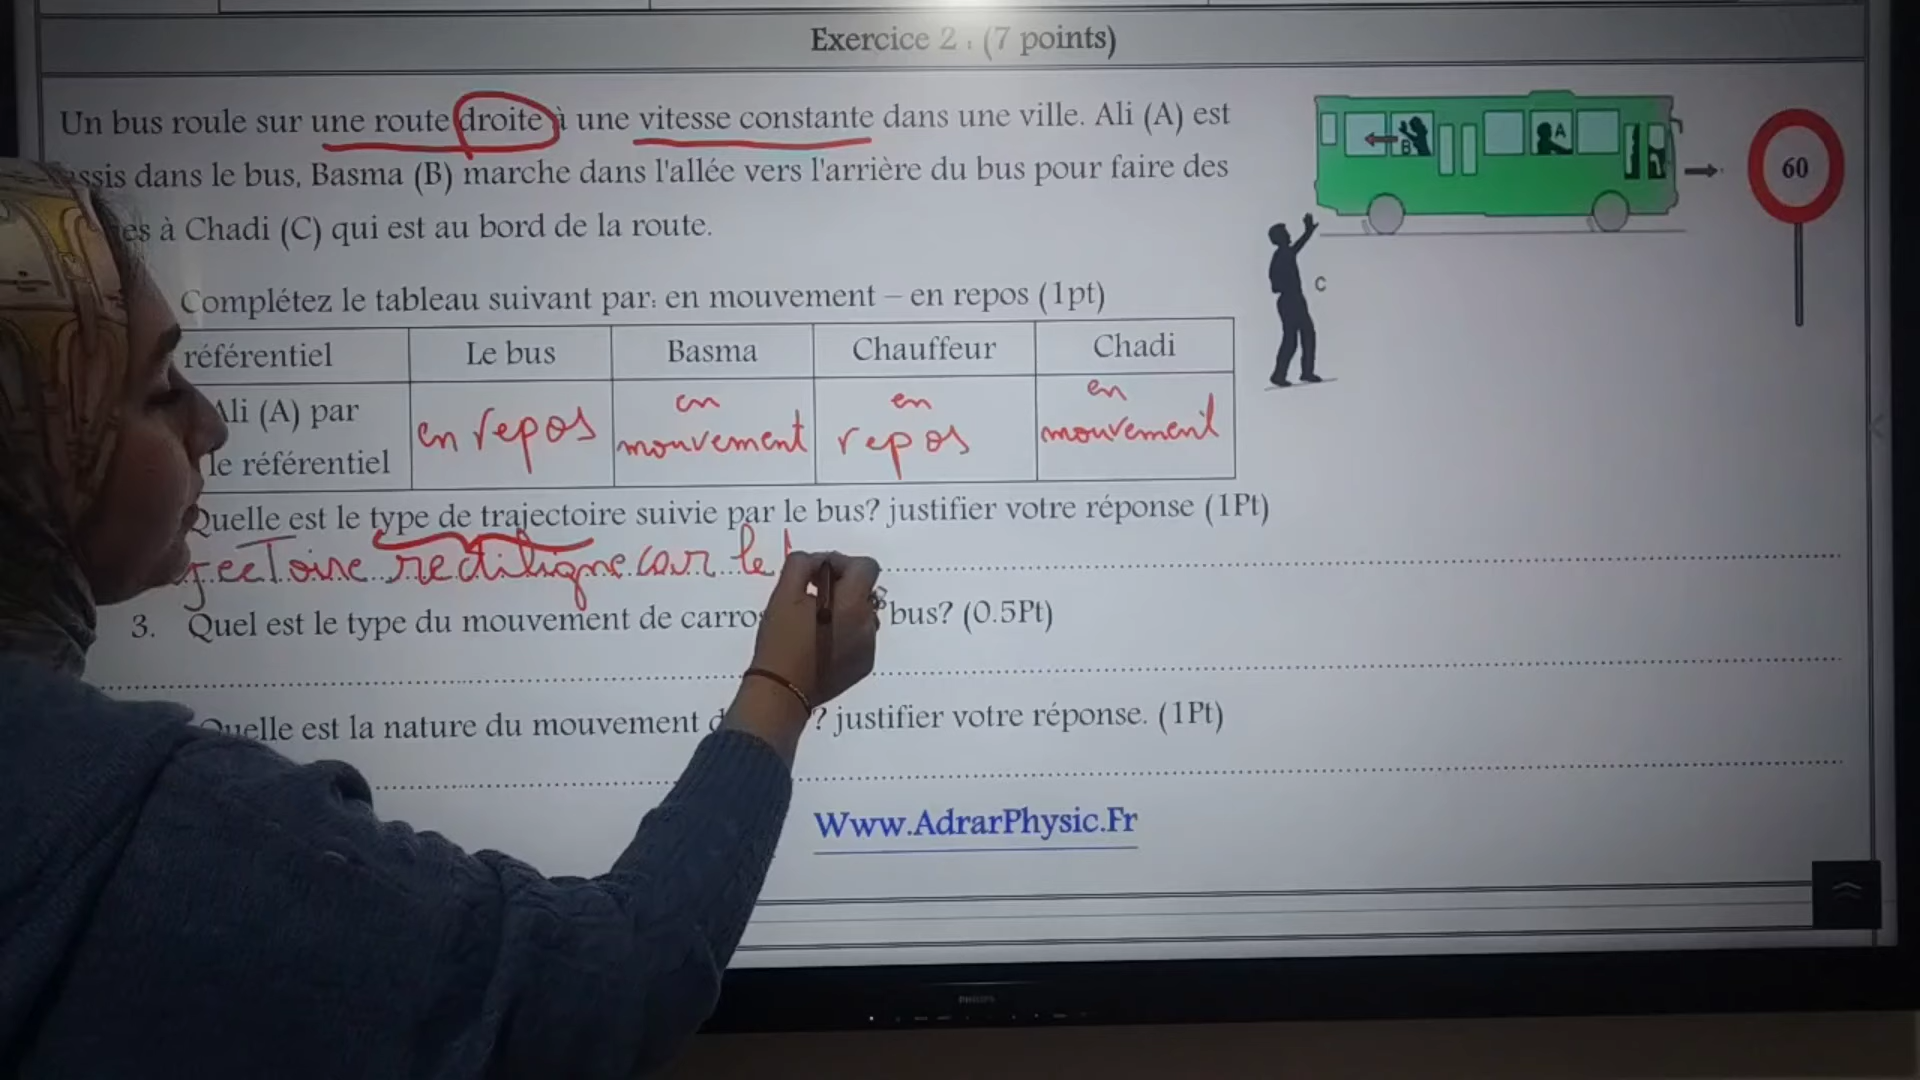 Exercice 2 : (7 points)
Un bus roule sur une route droite à une vitesse constante dans une ville. Ali (A) est
ssis dans le bus, Basma (B) marche dans l'allée vers l'arrière du bus pour faire des
es à Chadi (C) qui est au bord de la route.
B
A
60
C
Complétez le tableau suivant par: en mouvement – en repos (1pt)
référentiel Le bus Basma Chauffeur Chadi
Ali (A) par
le référentiel
en repos en mouvement en repos en mouvement
Quelle est le type de trajectoire suivie par le bus? justifier votre réponse (1Pt)
jectoire rectiligne car le
3. Quel est le type du mouvement de carros bus? (0.5Pt)
Quelle est la nature du mouvement d ? justifier votre réponse. (1Pt)
Www.AdrarPhysic.Fr
PHILIPS